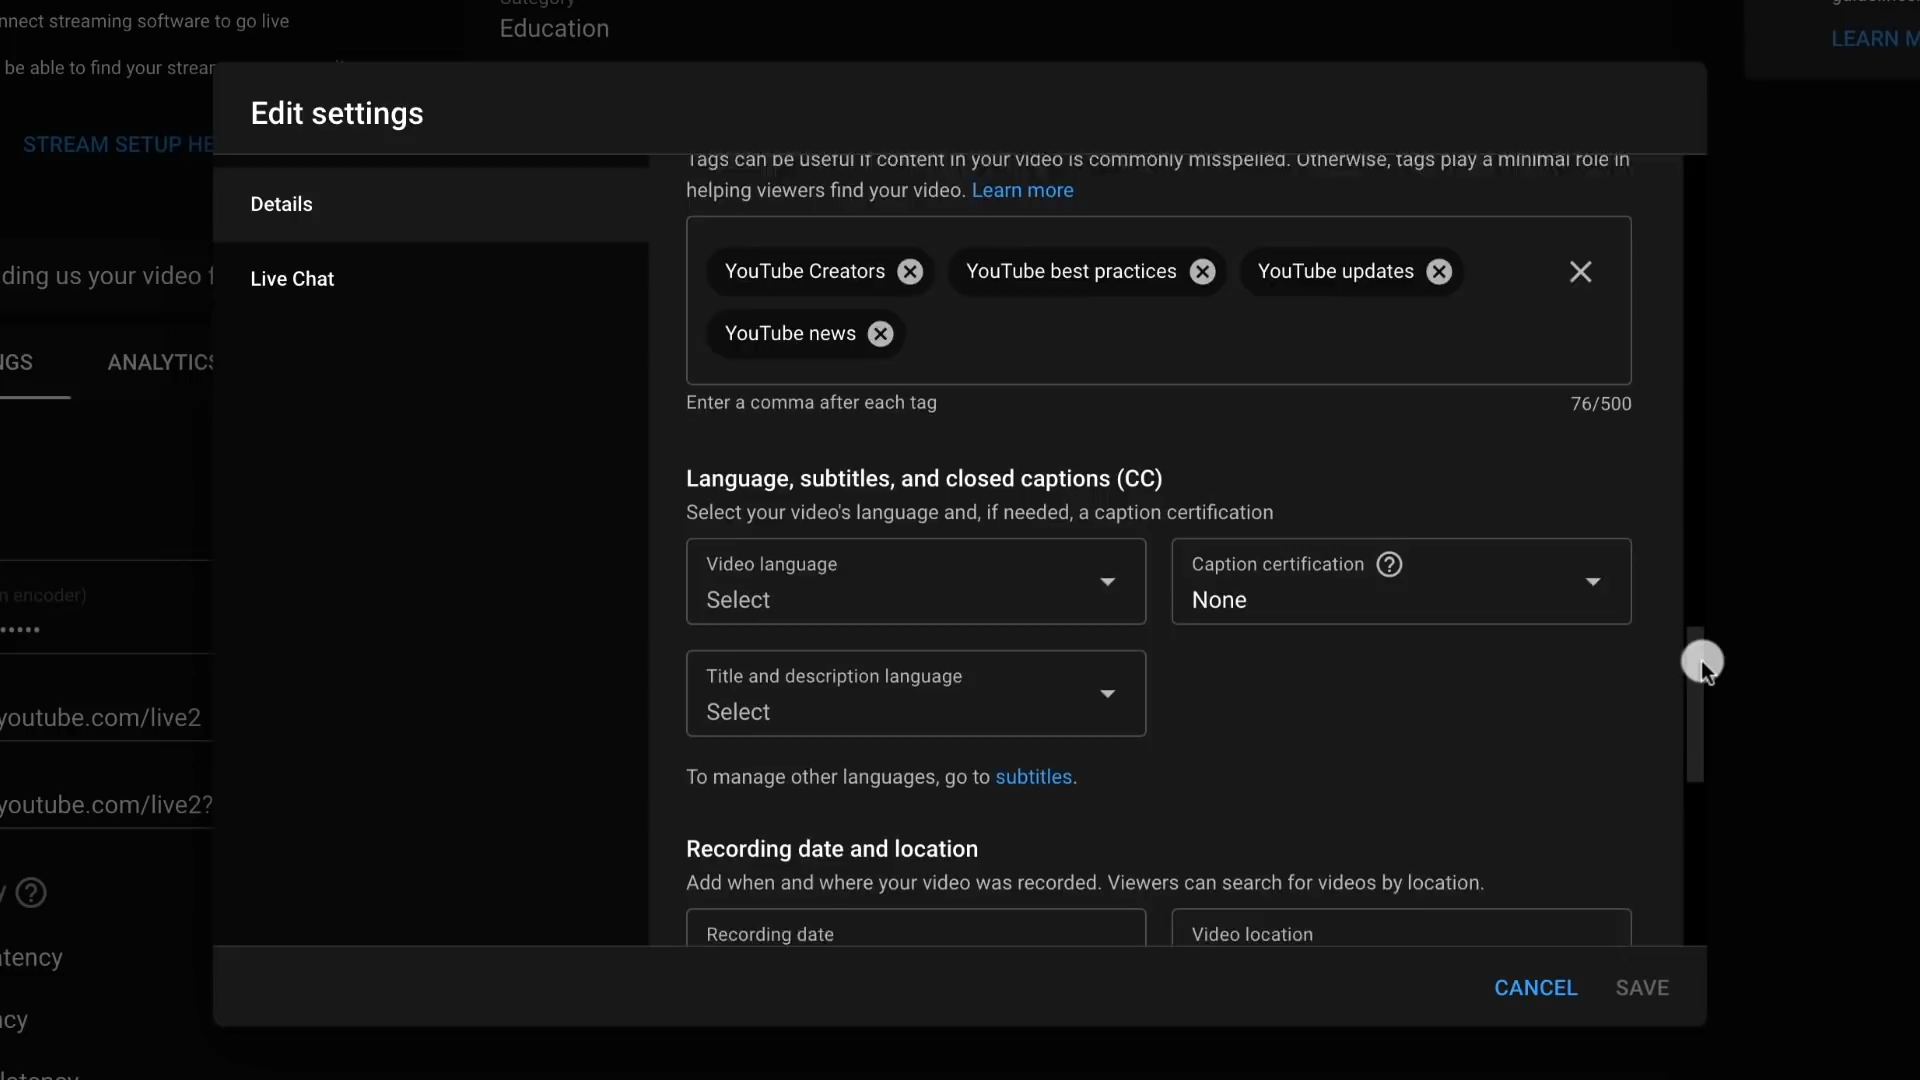 nnect streaming software to go live
Education
be able to find your strear
LEARN M
Edit settings
STREAM SETUP HE
Tags can be useful if content in your video is commonly misspelled. Otherwise, tags play a minimal role in
helping viewers find your video. Learn more
Details
Live Chat
YouTube Creators
YouTube best practices
YouTube updates
YouTube news
ding us your video f
NGS
ANALYTICS
Enter a comma after each tag
76/500
Language, subtitles, and closed captions (CC)
Select your video's language and, if needed, a caption certification
Video language
Select
Caption certification
None
n encoder)
Title and description language
Select
youtube.com/live2
To manage other languages, go to subtitles.
youtube.com/live2?
Recording date and location
Add when and where your video was recorded. Viewers can search for videos by location.
Recording date
Video location
tency
CANCEL
SAVE
ncy
latency